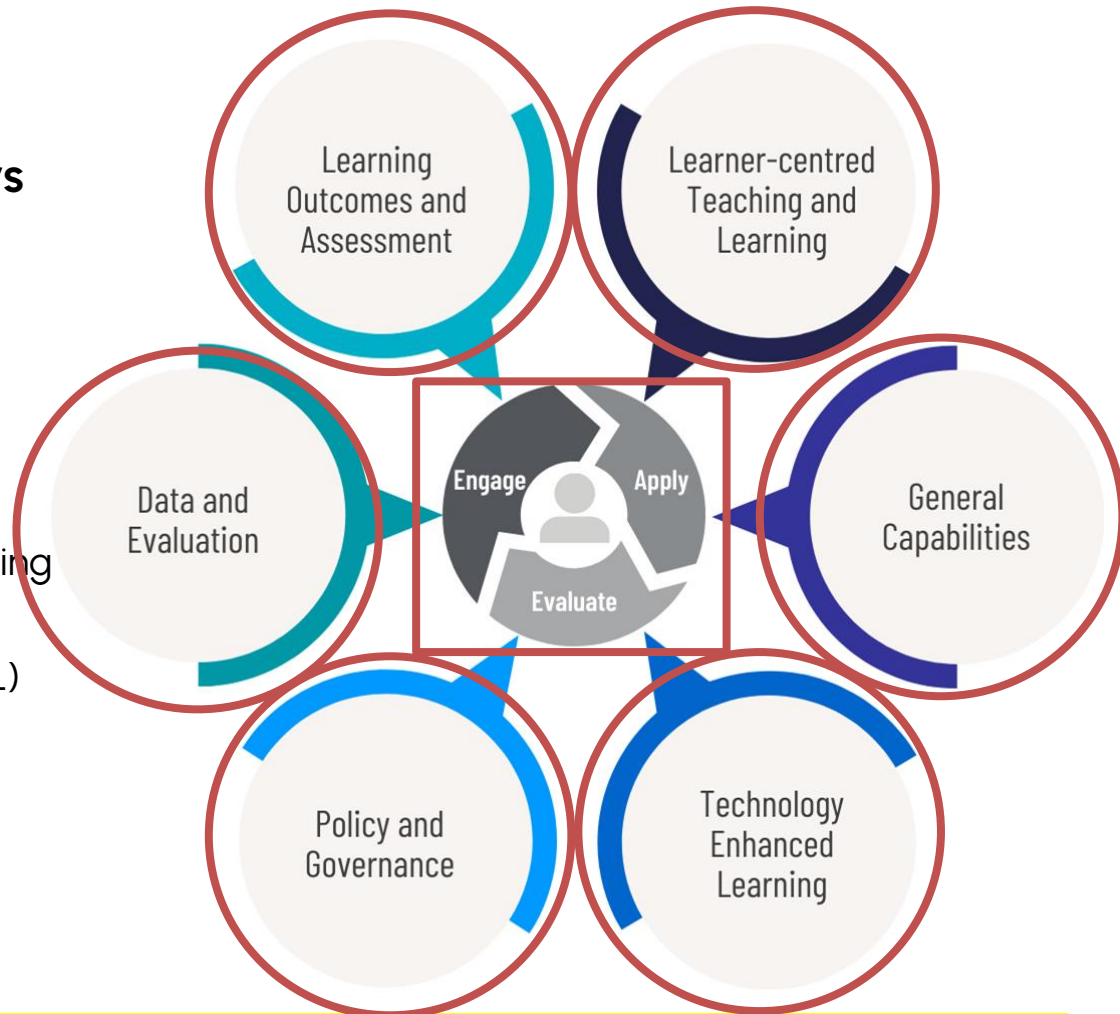 Learning
Outcomes and
Assessment
Learner-centred
Teaching and
Learning
Data and
Evaluation
Engage
Apply
Evaluate
General
Capabilities
Policy and
Governance
Technology
Enhanced
Learning